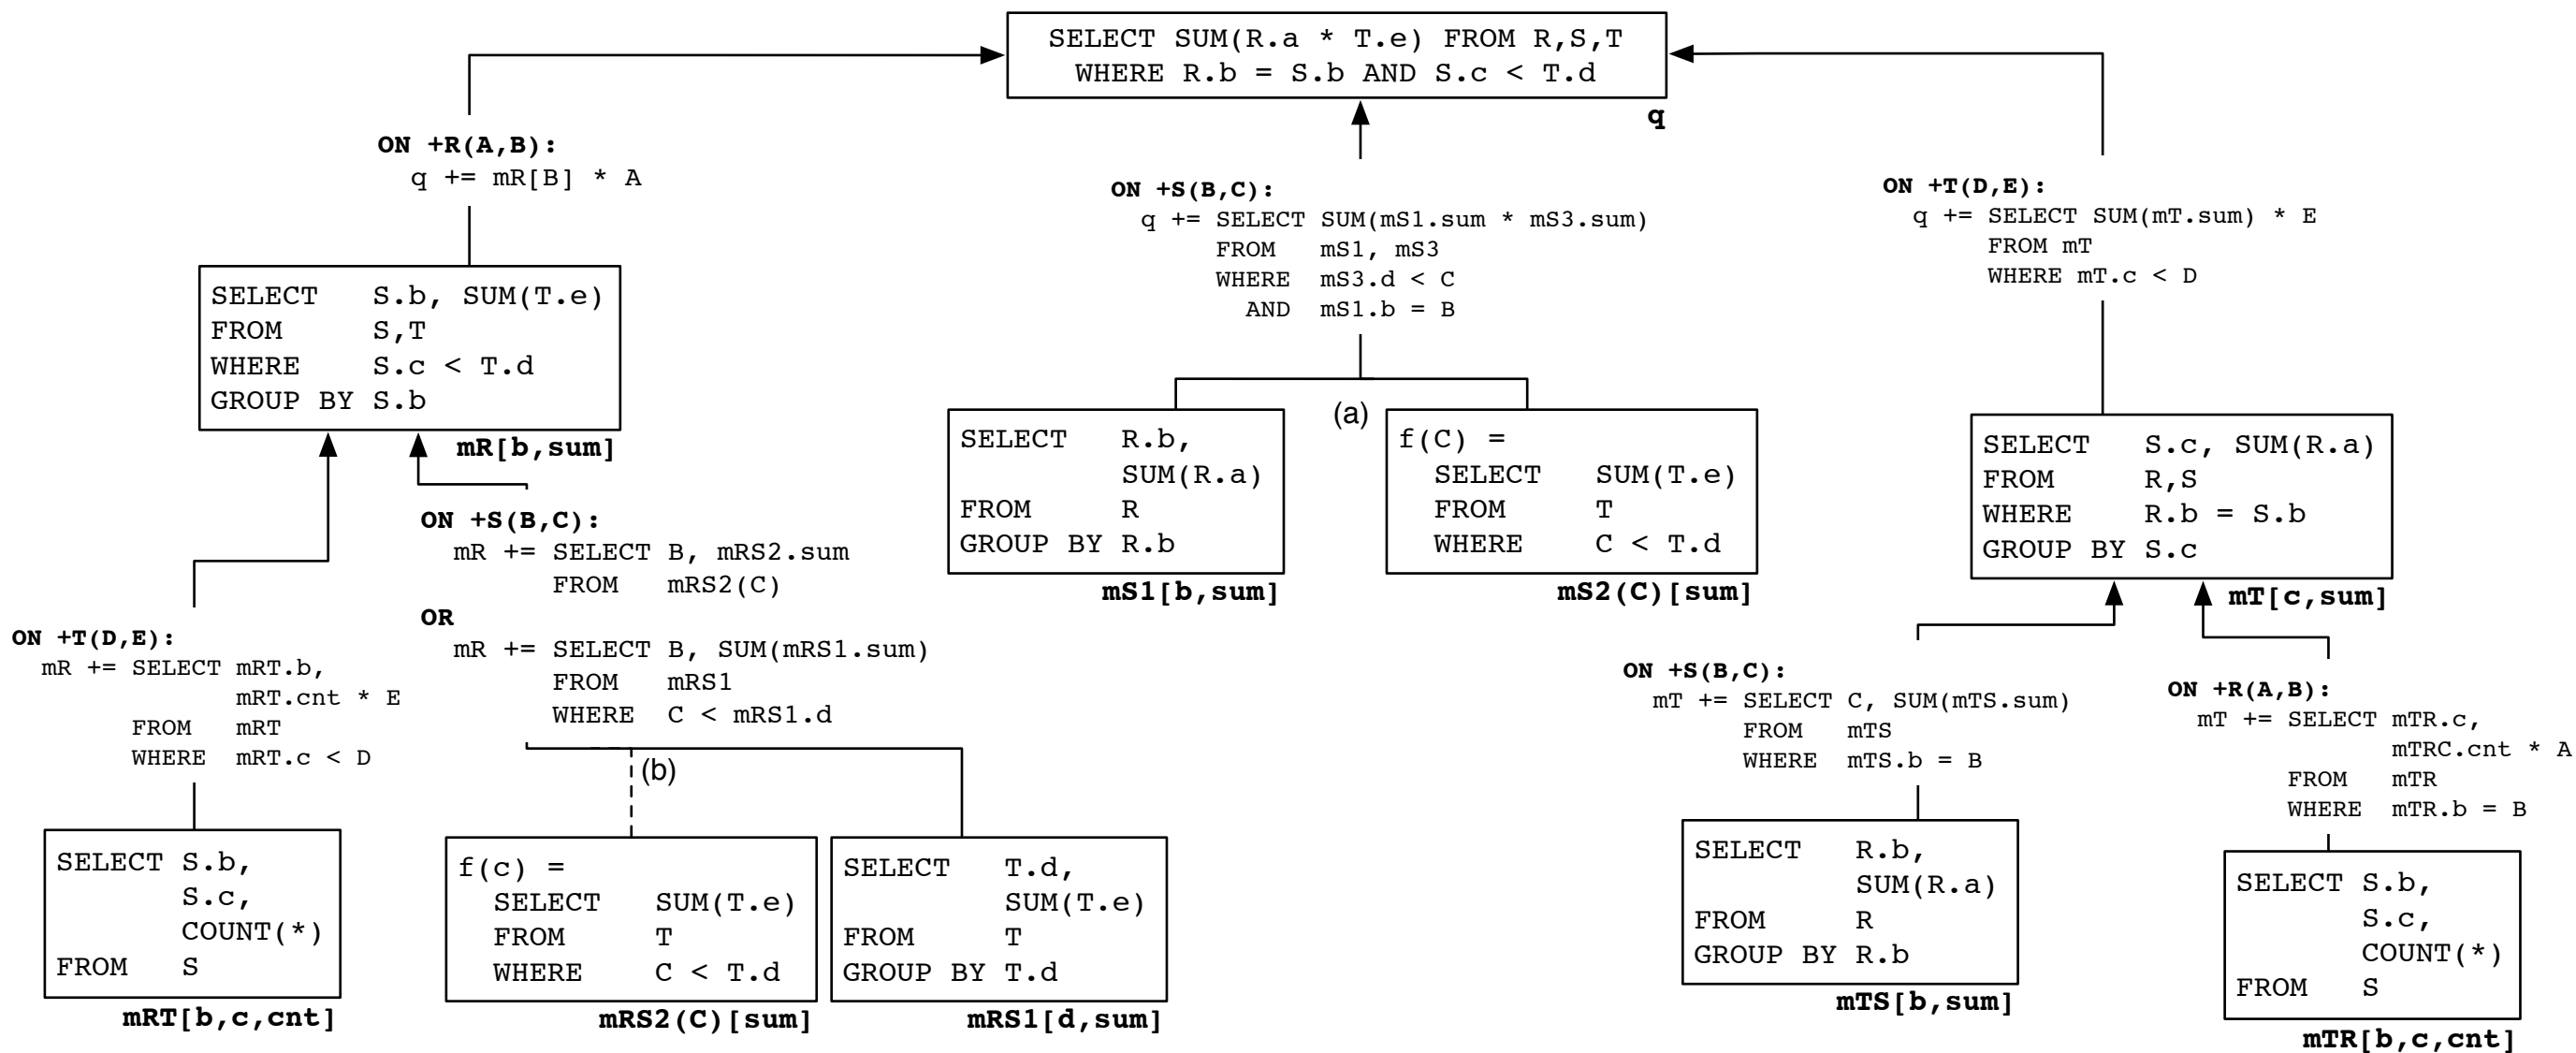 SELECT SUM(R.a * T.e) FROM R,S,T
WHERE R.b = S.b AND S.c < T.d
q
ON +R(A,B):
q += mR[B] * A
SELECT S.b, SUM(T.e)
FROM S,T
WHERE S.c < T.d
GROUP BY S.b
mR[b,sum]
ON +T(D,E):
mR += SELECT mRT.b,
mRT.cnt * E
FROM mRT
WHERE mRT.c < D
SELECT S.b,
S.c,
COUNT(*)
FROM S
mRT[b,c,cnt]
ON +S(B,C):
mR += SELECT B, mRS2.sum
FROM mRS2(C)
OR
mR += SELECT B, SUM(mRS1.sum)
FROM mRS1
WHERE C < mRS1.d
(b)
f(c) =
SELECT SUM(T.e)
FROM T
WHERE C < T.d
mRS2(C)[sum]
SELECT T.d,
SUM(T.e)
FROM T
GROUP BY T.d
mRS1[d,sum]
ON +S(B,C):
q += SELECT SUM(mS1.sum * mS3.sum)
FROM mS1, mS3
WHERE mS3.d < C
AND mS1.b = B
(a)
SELECT R.b,
SUM(R.a)
FROM R
GROUP BY R.b
mS1[b,sum]
f(C) =
SELECT SUM(T.e)
FROM T
WHERE C < T.d
mS2(C)[sum]
ON +T(D,E):
q += SELECT SUM(mT.sum) * E
FROM mT
WHERE mT.c < D
SELECT S.c, SUM(R.a)
FROM R,S
WHERE R.b = S.b
GROUP BY S.c
mT[c,sum]
ON +S(B,C):
mT += SELECT C, SUM(mTS.sum)
FROM mTS
WHERE mTS.b = B
SELECT R.b,
SUM(R.a)
FROM R
GROUP BY R.b
mTS[b,sum]
ON +R(A,B):
mT += SELECT mTR.c,
mTRC.cnt * A
FROM mTR
WHERE mTR.b = B
SELECT S.b,
S.c,
COUNT(*)
FROM S
mTR[b,c,cnt]